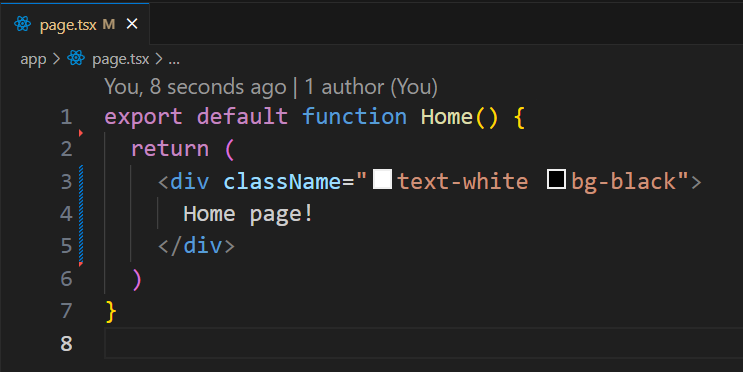 page.tsx M
app > page.tsx > ...
You, 8 seconds ago | 1 author (You)
1 export default function Home() {
2   return (
3     <div className="text-white bg-black">
4       Home page!
5     </div>
6   )
7 }
8